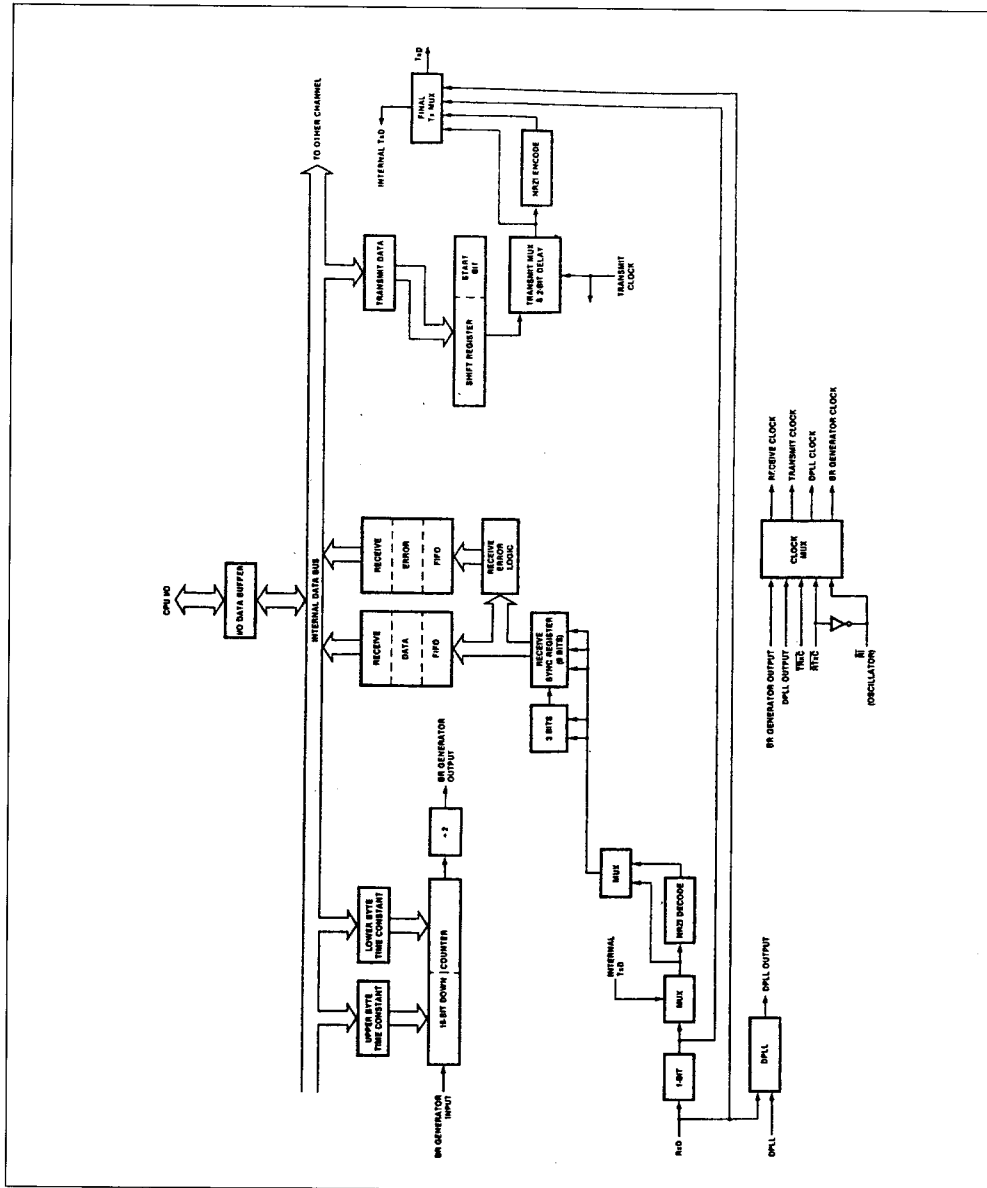 CPU I/O
I/O DATA BUFFER
INTERNAL DATA BUS
TO OTHER CHANNEL
UPPER BYTE
TIME CONSTANT
LOWER BYTE
TIME CONSTANT
BR GENERATOR
INPUT
16-BIT DOWN COUNTER
÷ 2
BR GENERATOR
OUTPUT
RECEIVE
DATA
FIFO
RECEIVE
ERROR
FIFO
RECEIVE
ERROR
LOGIC
3 BITS
RECEIVE
SYNC REGISTER
(8 BITS)
TRANSMIT DATA
SHIFT REGISTER
START
BIT
TRANSMIT MUX
& 2-BIT DELAY
TRANSMIT
CLOCK
NRZI ENCODE
INTERNAL TxD
FINAL
Tx MUX
TxD
RxD
1-BIT
INTERNAL
TxD
MUX
NRZI DECODE
MUX
DPLL
DPLL
DPLL OUTPUT
BR GENERATOR OUTPUT
DPLL OUTPUT
TRxC
RTxC
RI
(OSCILLATOR)
CLOCK
MUX
RECEIVE CLOCK
TRANSMIT CLOCK
DPLL CLOCK
BR GENERATOR CLOCK